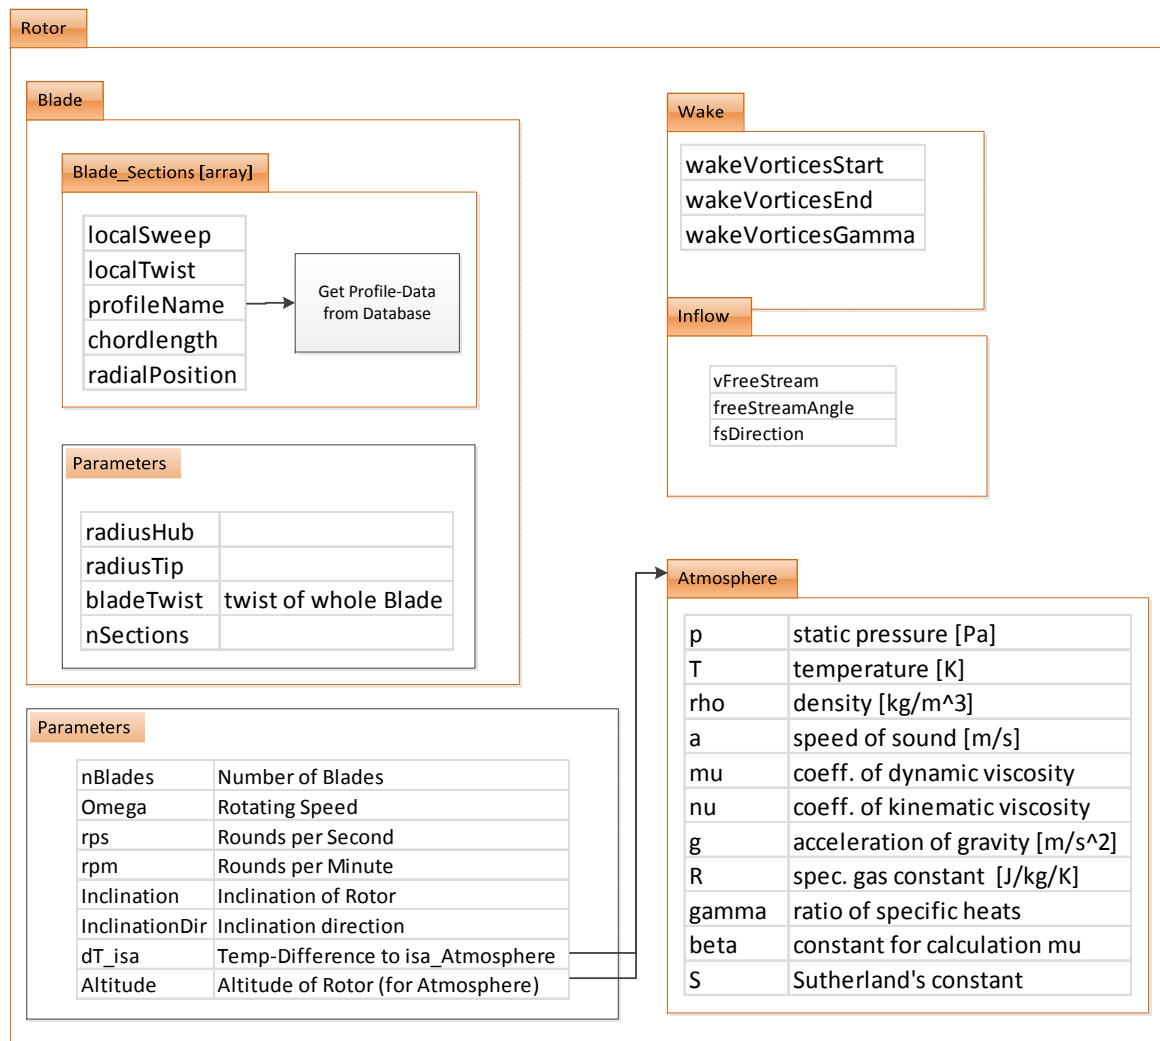 Rotor
Blade
Blade_Sections [array]
localSweep
localTwist
profileName
chordlength
radialPosition
Get Profile-Data
from Database
Parameters
radiusHub
radiusTip
bladeTwist twist of whole Blade
nSections
Parameters
nBlades Number of Blades
Omega Rotating Speed
rps Rounds per Second
rpm Rounds per Minute
Inclination Inclination of Rotor
InclinationDir Inclination direction
dT_isa Temp-Difference to isa_Atmosphere
Altitude Altitude of Rotor (for Atmosphere)
Wake
wakeVorticesStart
wakeVorticesEnd
wakeVorticesGamma
Inflow
vFreeStream
freeStreamAngle
fsDirection
Atmosphere
p static pressure [Pa]
T temperature [K]
rho density [kg/m^3]
a speed of sound [m/s]
mu coeff. of dynamic viscosity
nu coeff. of kinematic viscosity
g acceleration of gravity [m/s^2]
R spec. gas constant [J/kg/K]
gamma ratio of specific heats
beta constant for calculation mu
S Sutherland's constant